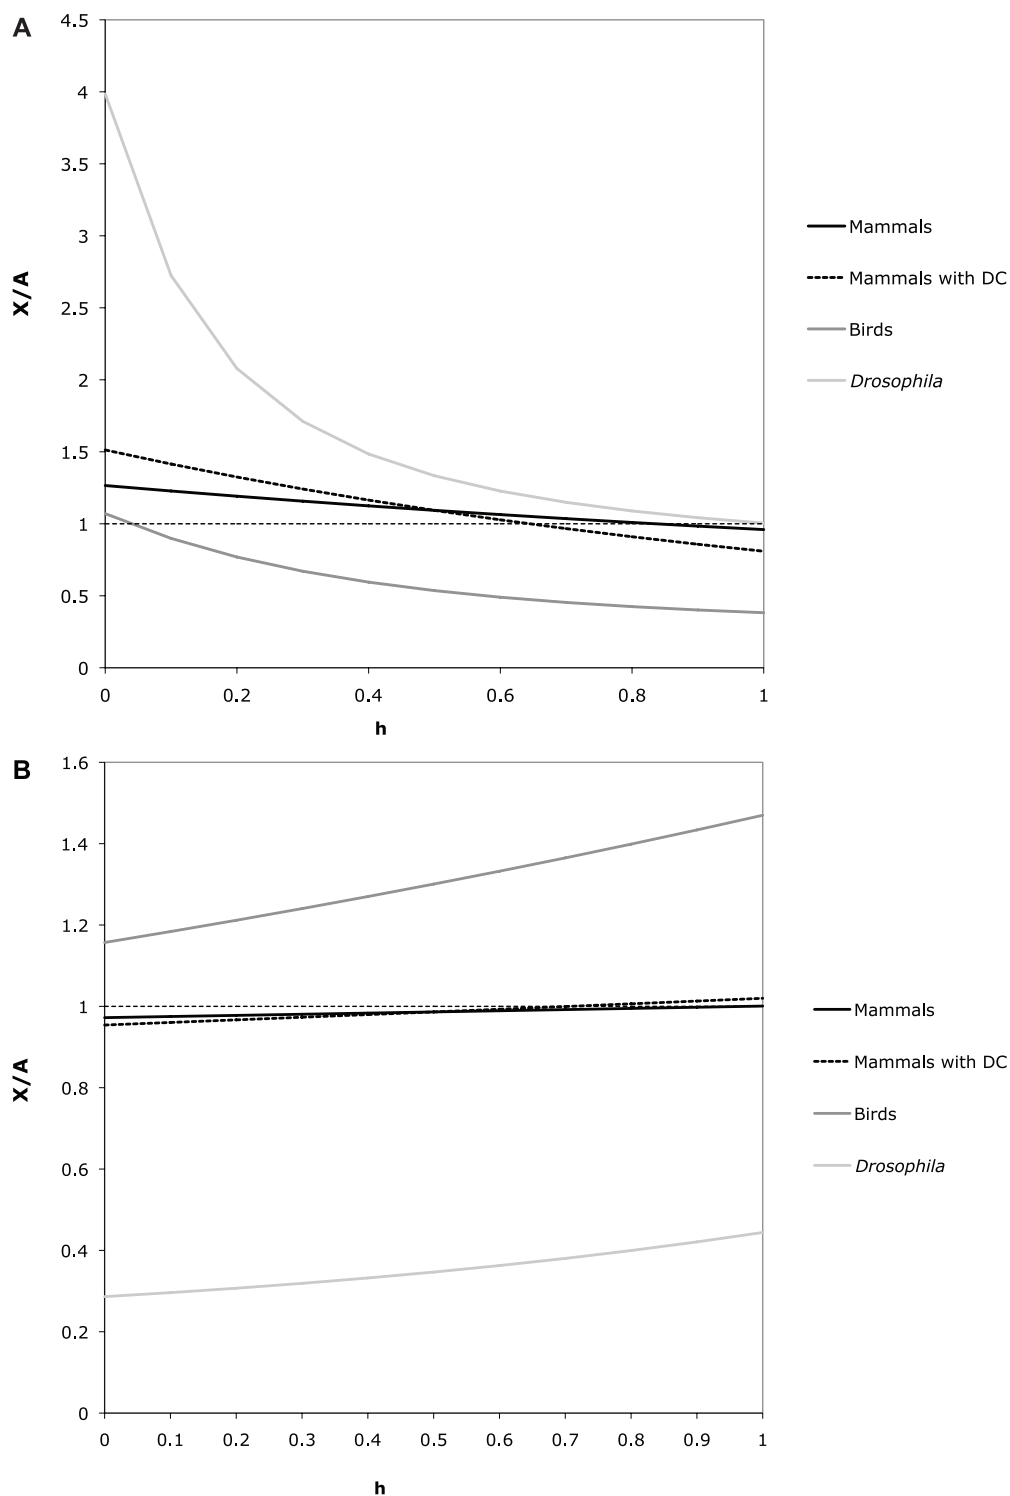 A
4.5
4
3.5
3
2.5
2
1.5
1
0.5
0
X/A
0 0.2 0.4 0.6 0.8 1
h
Mammals
Mammals with DC
Birds
Drosophila
B
1.6
1.4
1.2
1
0.8
0.6
0.4
0.2
0
X/A
0 0.1 0.2 0.3 0.4 0.5 0.6 0.7 0.8 0.9 1
h
Mammals
Mammals with DC
Birds
Drosophila